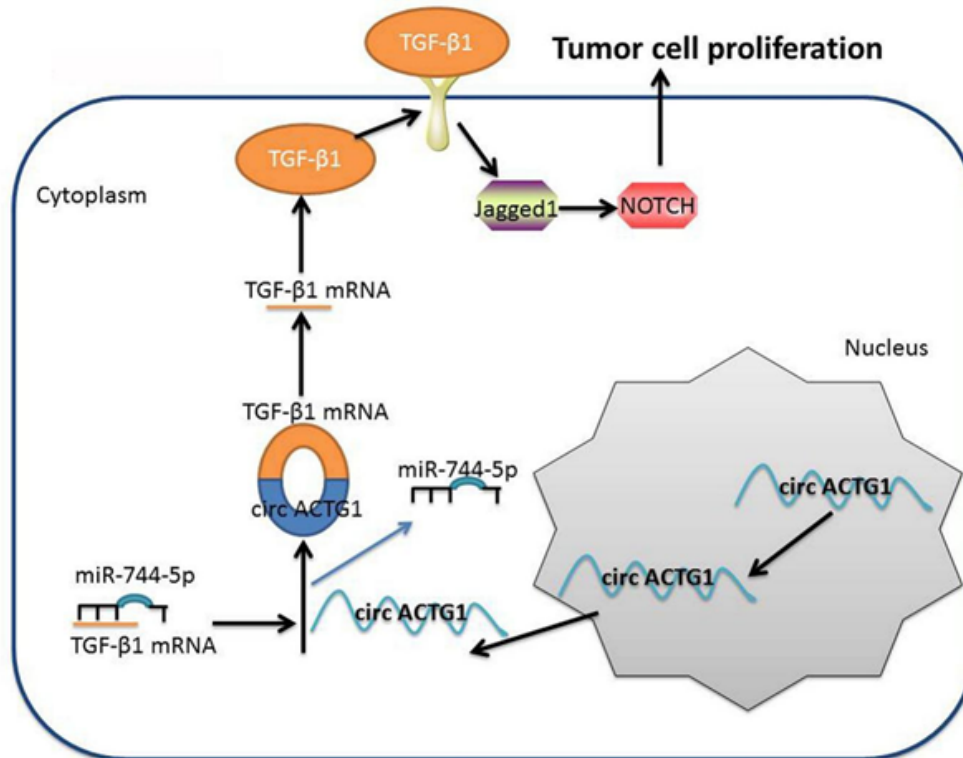 TGF-β1
Tumor cell proliferation
TGF-β1
Cytoplasm
Jagged1
NOTCH
TGF-β1 mRNA
Nucleus
TGF-β1 mRNA
miR-744-5p
circ ACTG1
circ ACTG1
circ ACTG1
miR-744-5p
circ ACTG1
TGF-β1 mRNA